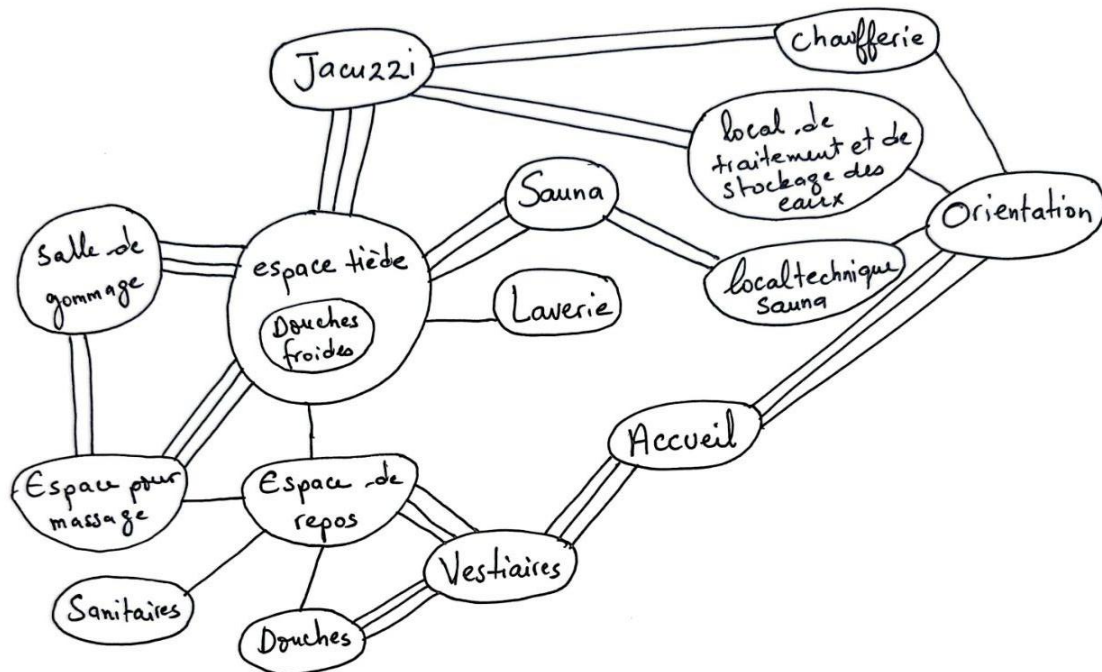 Jacuzzi
chaufferie
local de
traitement et de
stockage des
eaux
Sauna
Orientation
Salle de
gommage
espace tiède
local technique
Sauna
Laverie
Douches
froides
Accueil
Espace pour
massage
Espace de
repos
Vestiaires
Sanitaires
Douches